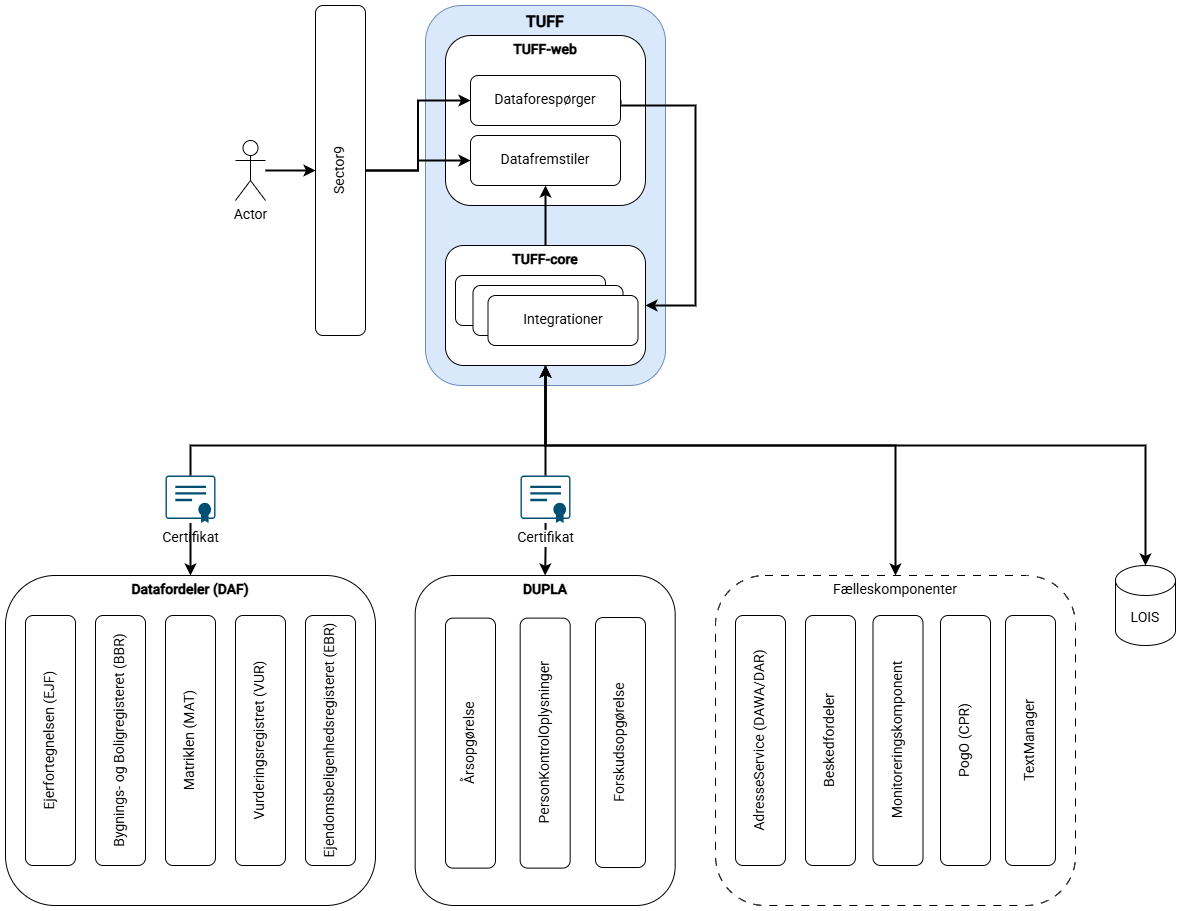 TUFF
TUFF-web
Dataforespørger
Datafremstiler
Sector9
Actor
TUFF-core
Integrationer
Certifikat
Certifikat
Datafordeler (DAF)
Ejerfortegnelsen (EJF)
Bygnings- og Boligregisteret (BBR)
Matriklen (MAT)
Vurderingsregistret (VUR)
Ejendomsbeligenhedsregisteret (EBR)
DUPLA
Årsopgørelse
PersonKontrolOplysninger
Forskudsopgørelse
Fælleskomponenter
AdresseService (DAWA/DAR)
Beskedfordeler
Monitoreringskomponent
PogO (CPR)
TextManager
LOIS